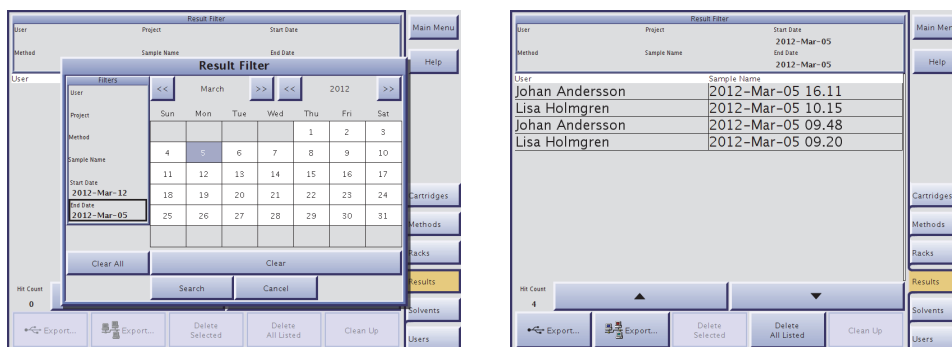 Result Filter
User Project Start Date
Method Sample Name End Date
User
Main Menu
Help
Result Filter
Filters
User
Project
Method
Sample Name
Start Date
2012-Mar-12
End Date
2012-Mar-05
<< March >> << 2012 >>
Sun Mon Tue Wed Thu Fri Sat
1 2 3
4 5 6 7 8 9 10
11 12 13 14 15 16 17
18 19 20 21 22 23 24
25 26 27 28 29 30 31
Clear All Clear
Search Cancel
Cartridges
Methods
Racks
Results
Solvents
Users
Hit Count
0
Export... Export... Delete Selected Delete All Listed Clean Up
Result Filter
User Project Start Date
2012-Mar-05
Method Sample Name End Date
2012-Mar-05
Main Men
Help
User Sample Name
Johan Andersson 2012-Mar-05 16.11
Lisa Holmgren 2012-Mar-05 10.15
Johan Andersson 2012-Mar-05 09.48
Lisa Holmgren 2012-Mar-05 09.20
Cartridges
Methods
Racks
Results
Solvents
Users
Hit Count
4
Export... Export... Delete Selected Delete All Listed Clean Up